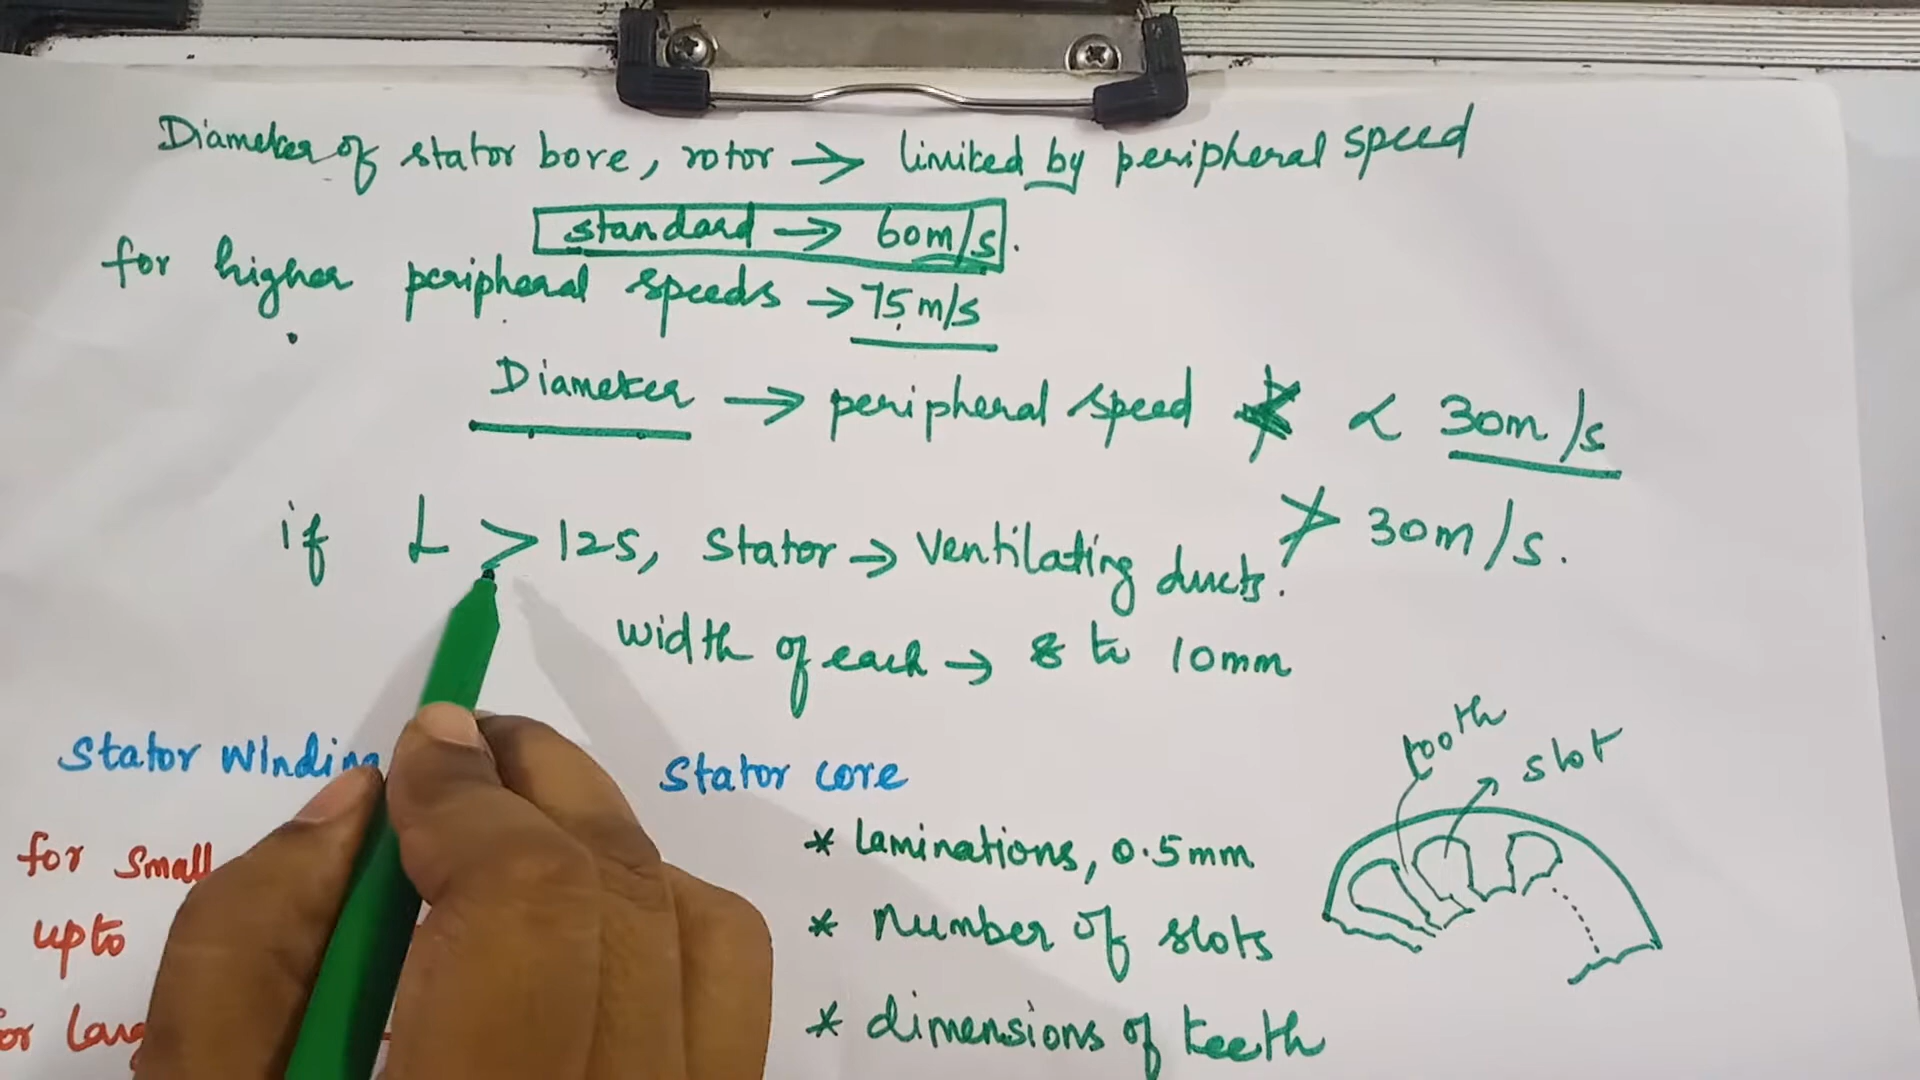 Diameter of stator bore, rotor → limited by peripheral speed
standard → 60m/s.
for higher peripheral speeds → 75m/s
Diameter → peripheral speed < 30m/s
≯ 30m/s.
if L > 125, stator → ventilating ducts.
width of each → 8 to 10mm
tooth
slot
Stator Winding
stator core
for small
* laminations, 0.5mm
upto
* number of slots
* dimensions of teeth